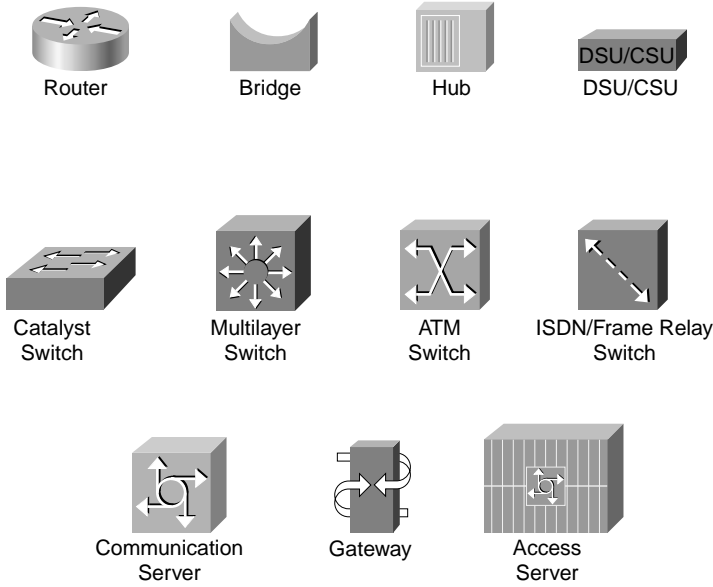 DSU/CSU
Router
Bridge
Hub
DSU/CSU
Catalyst
Switch
Multilayer
Switch
ATM
Switch
ISDN/Frame Relay
Switch
Communication
Server
Gateway
Access
Server